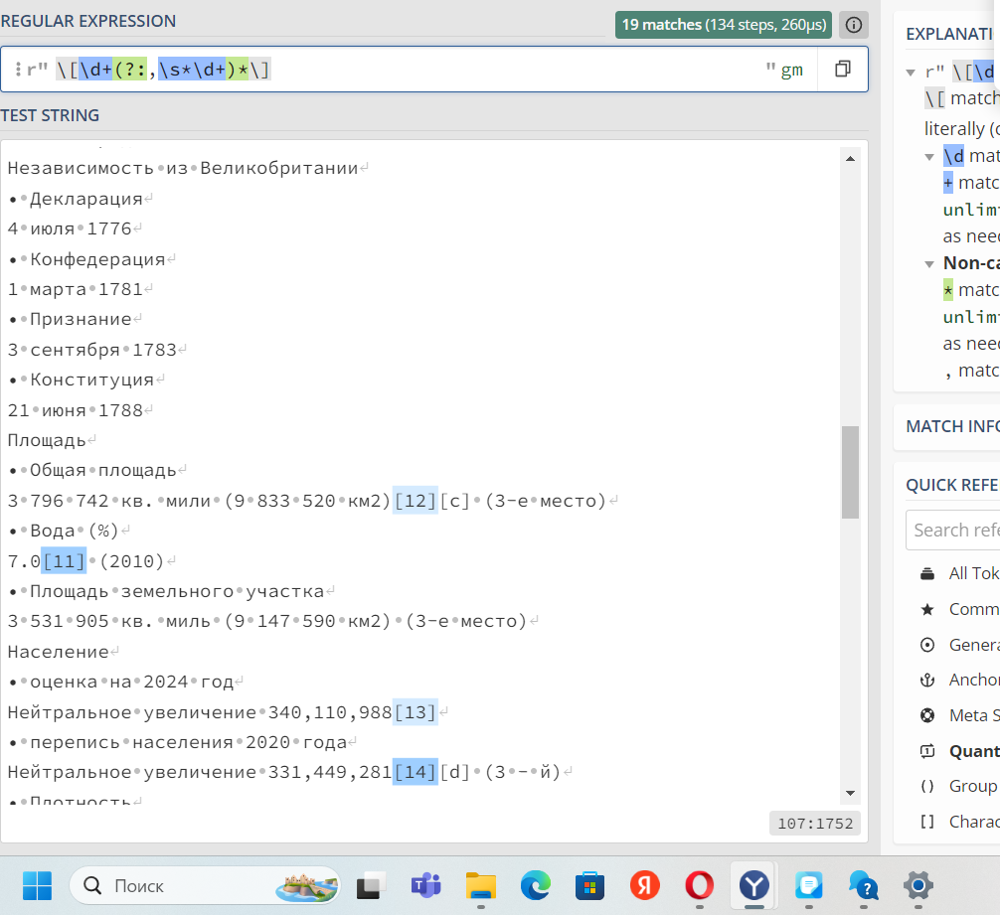 REGULAR EXPRESSION
19 matches (134 steps, 260μs)
r" \[\d+(?:,\s*\d+)*\] " gm
TEST STRING
Независимость из Великобритании
• Декларация
4 июля 1776
• Конфедерация
1 марта 1781
• Признание
3 сентября 1783
• Конституция
21 июня 1788
Площадь
• Общая площадь
3 796 742 кв. мили (9 833 520 км2)[12][c] (3-е место)
• Вода (%)
7.0[11] (2010)
• Площадь земельного участка
3 531 905 кв. миль (9 147 590 км2) (3-е место)
Население
• оценка на 2024 год
Нейтральное увеличение 340,110,988[13]
• перепись населения 2020 года
Нейтральное увеличение 331,449,281[14][d] (3 - й)
• Плотность
107:1752
EXPLANATI
r" \[\d
\[ match
literally (c
\d mat
+ matc
unlim
as need
Non-ca
* matc
unlim
as need
, matc
MATCH INFO
QUICK REFE
Search refe
All Tok
Comm
Genera
Anchor
Meta S
Quant
Group
Charac
Поиск